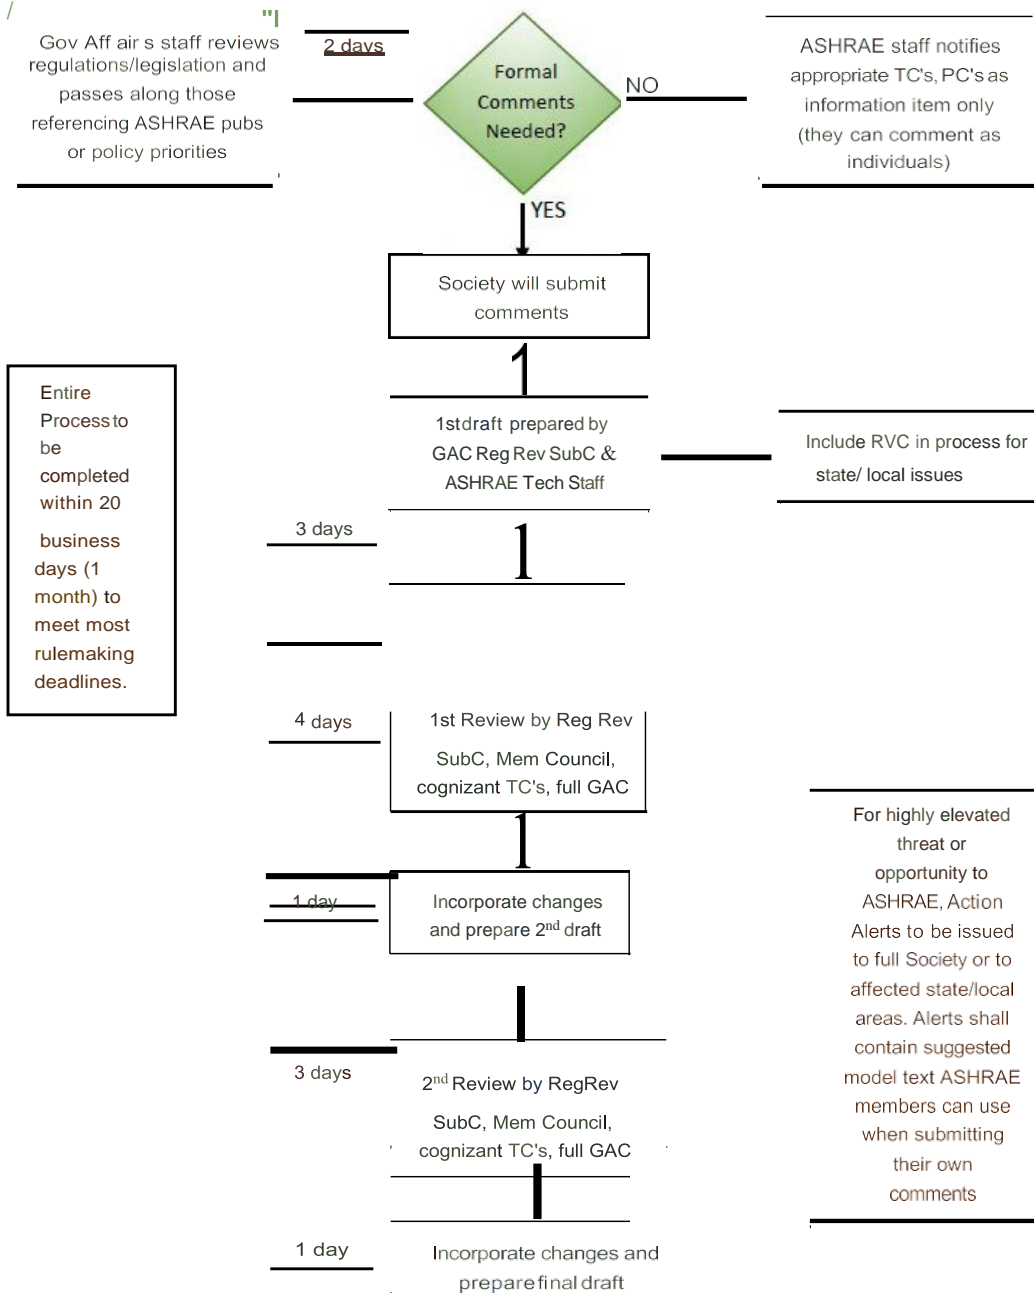 Gov Aff air s staff reviews
regulations/legislation and
passes along those
referencing ASHRAE pubs
or policy priorities
2 days
Formal
Comments
Needed?
NO
ASHRAE staff notifies
appropriate TC's, PC's as
information item only
(they can comment as
individuals)
YES
Society will submit
comments
1
Entire
Process to
be
completed
within 20
business
days (1
month) to
meet most
rulemaking
deadlines.
1st draft prepared by
GAC Reg Rev SubC &
ASHRAE Tech Staff
Include RVC in process for
state/ local issues
3 days
1
4 days
1st Review by Reg Rev
SubC, Mem Council,
cognizant TC's, full GAC
1
1 day
Incorporate changes
and prepare 2nd draft
For highly elevated
threat or
opportunity to
ASHRAE, Action
Alerts to be issued
to full Society or to
affected state/local
areas. Alerts shall
contain suggested
model text ASHRAE
members can use
when submitting
their own
comments
3 days
2nd Review by RegRev
SubC, Mem Council,
cognizant TC's, full GAC
1 day
Incorporate changes and
prepare final draft